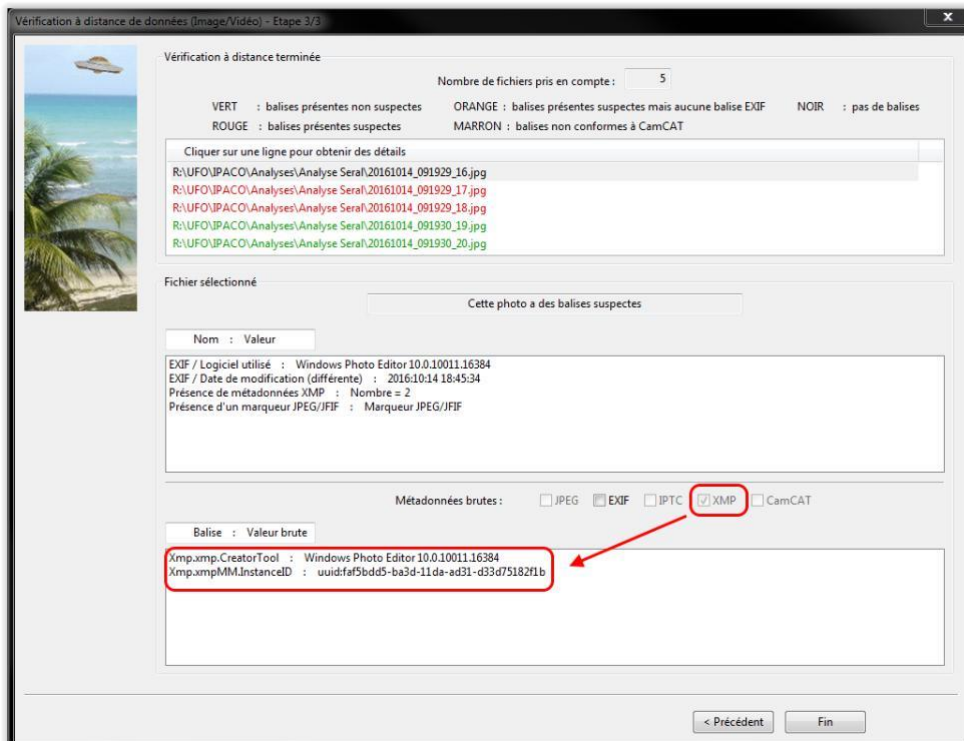 Vérification à distance de données (Image/Vidéo) - Etape 3/3
x
Vérification à distance terminée
Nombre de fichiers pris en compte : 5
VERT : balises présentes non suspectes ORANGE : balises présentes suspectes mais aucune balise EXIF NOIR : pas de balises
ROUGE : balises présentes suspectes MARRON : balises non conformes à CamCAT
Cliquer sur une ligne pour obtenir des détails
R:\UFO\IPACO\Analyses\Analyse Seral\20161014_091929_16.jpg
R:\UFO\IPACO\Analyses\Analyse Seral\20161014_091929_17.jpg
R:\UFO\IPACO\Analyses\Analyse Seral\20161014_091929_18.jpg
R:\UFO\IPACO\Analyses\Analyse Seral\20161014_091930_19.jpg
R:\UFO\IPACO\Analyses\Analyse Seral\20161014_091930_20.jpg
Fichier sélectionné
Cette photo a des balises suspectes
Nom : Valeur
EXIF / Logiciel utilisé : Windows Photo Editor 10.0.10011.16384
EXIF / Date de modification (différente) : 2016:10:14 18:45:34
Présence de métadonnées XMP : Nombre = 2
Présence d'un marqueur JPEG/JFIF : Marqueur JPEG/JFIF
Métadonnées brutes : JPEG EXIF IPTC XMP CamCAT
Balise : Valeur brute
Xmp.xmp.CreatorTool : Windows Photo Editor 10.0.10011.16384
Xmp.xmpMM.InstanceID : uuid:faf5bdd5-ba3d-11da-ad31-d33d75182f1b
< Précédent Fin